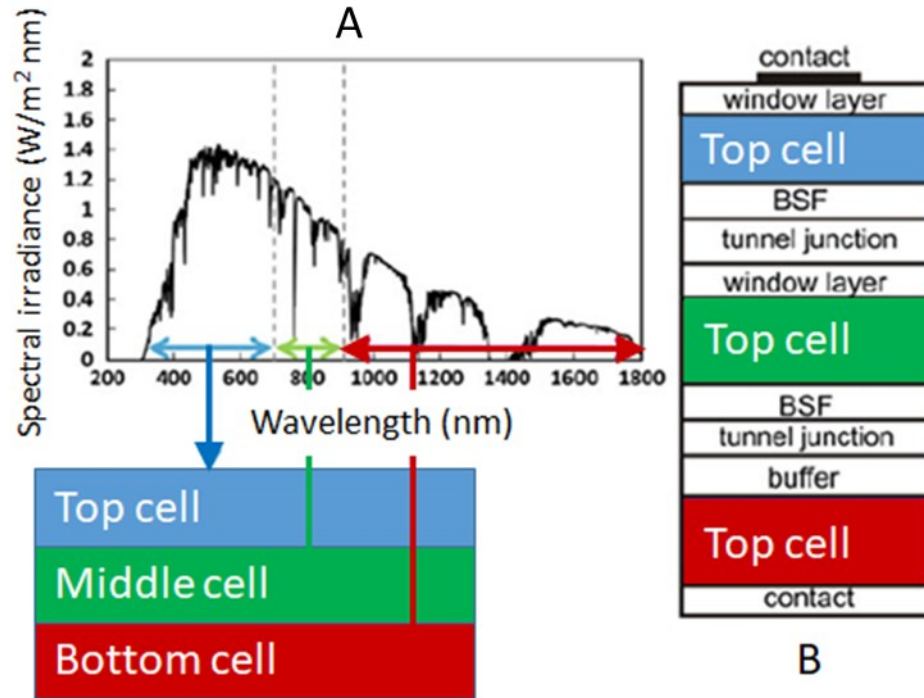 A
Spectral irradiance (W/m² nm)
2
1.8
1.6
1.4
1.2
1
0.8
0.6
0.4
0.2
0
200 400 600 800 1000 1200 1400 1600 1800
Wavelength (nm)
Top cell
Middle cell
Bottom cell
contact
window layer
Top cell
BSF
tunnel junction
window layer
Top cell
BSF
tunnel junction
buffer
Top cell
contact
B